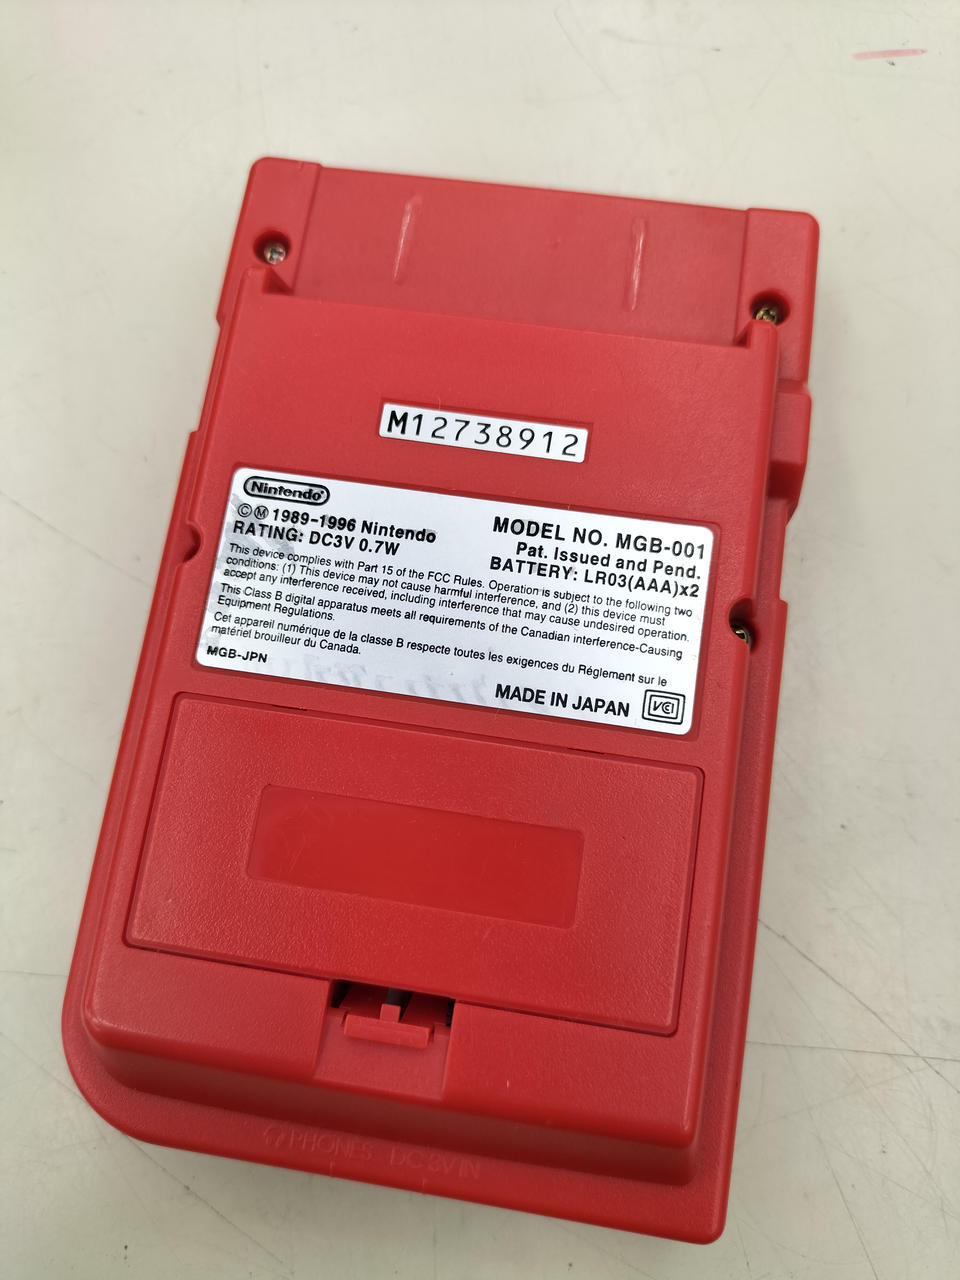 M12738912
Nintendo®
©Ⓜ 1989-1996 Nintendo
RATING: DC3V 0.7W
MODEL NO. MGB-001
Pat. Issued and Pend.
BATTERY: LR03(AAA)x2
This device complies with Part 15 of the FCC Rules. Operation is subject to the following two
conditions: (1) This device may not cause harmful interference, and (2) this device must
accept any interference received, including interference that may cause undesired operation.
This Class B digital apparatus meets all requirements of the Canadian interference-Causing
Equipment Regulations.
Cet appareil numérique de la classe B respecte toutes les exigences du Réglement sur le
matériel brouilleur du Canada.
MGB-JPN
MADE IN JAPAN
VCI
PHONES DC3V IN